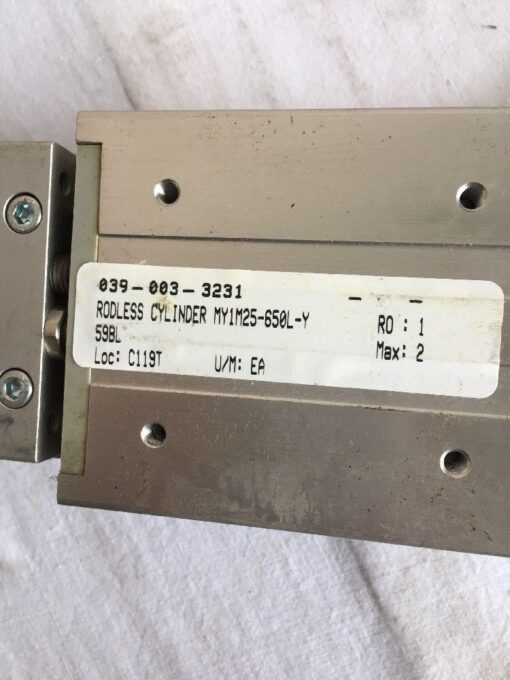 039-003-3231
RODLESS CYLINDER MY1M25-650L-Y
59BL
Loc: C119T
U/M: EA
RO : 1
Max: 2